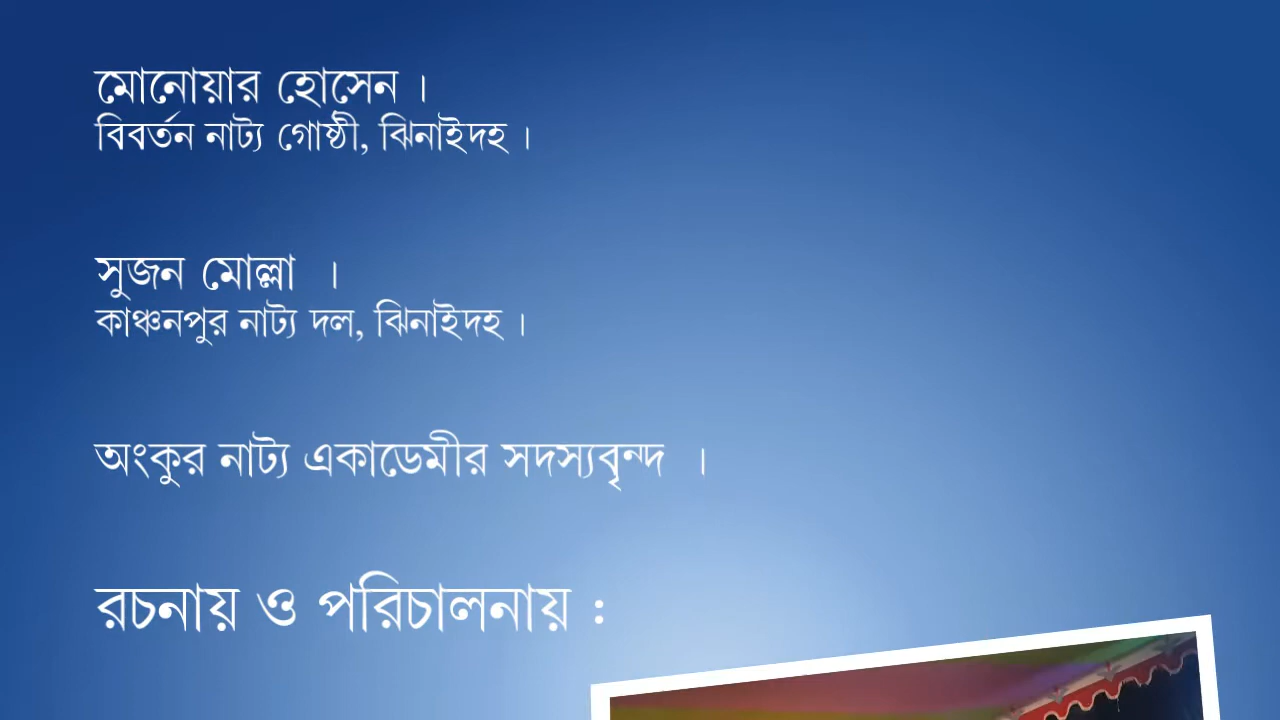 মোনোয়ার হোসেন ।
বিবর্তন নাট্য গোষ্ঠী, ঝিনাইদহ ।
সুজন মোল্লা ।
কাঞ্চনপুর নাট্য দল, ঝিনাইদহ ।
অংকুর নাট্য একাডেমীর সদস্যবৃন্দ ।
রচনায় ও পরিচালনায় :